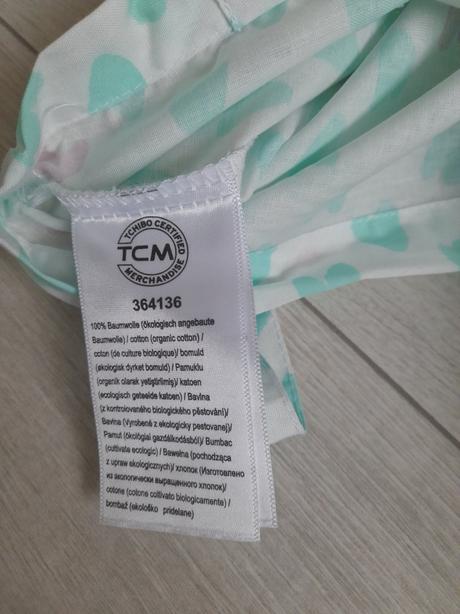 TCHIBO CERTIFIED
TCM
MERCHANDISE
364136
100% Baumwolle (ökologisch angebaute
Baumwolle) / cotton (organic cotton) /
coton (de culture biologique)/ bomuld
(økologisk dyrket bomuld) / Pamuklu
(organik olarak yetiştirilmiş)/ katoen
(ecologisch geteelde katoen) / Bavlna
(z kontrolovaného biologického pěstování)/
Bavlna (Vyrobené z ekologicky pestovanej)/
Pamut (ökológiai gazdálkodásból)/ Bumbac
(cultivate ecologic) / Bawełna (pochodząca
z upraw ekologicznych)/ хлопок (Изготовлено
из экологически выращенного хлопок)/
cotone (cotone coltivato biologicamente) /
bombaž (ekološko pridelane)